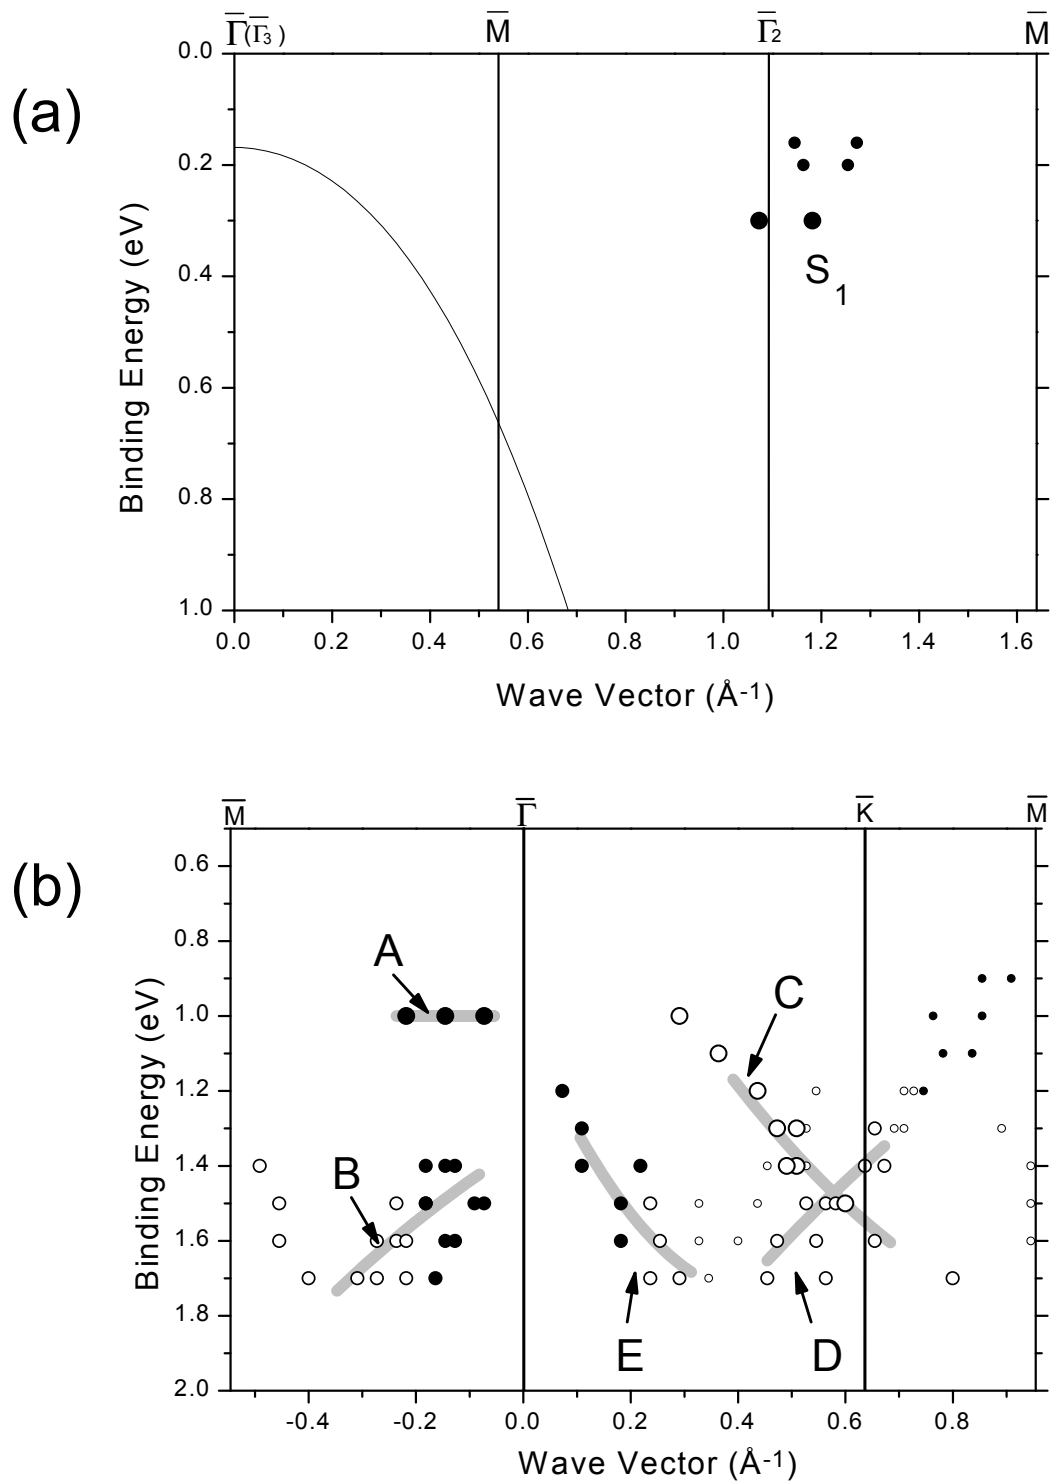 Γ̅(Γ̅₃) M̅ Γ̅₂ M̅
(a)
0.0
0.2
0.4
0.6
0.8
1.0
Binding Energy (eV)
S₁
0.0 0.2 0.4 0.6 0.8 1.0 1.2 1.4 1.6
Wave Vector (Å⁻¹)
M̅ Γ̅ K̅ M̅
(b)
0.6
0.8
1.0
1.2
1.4
1.6
1.8
2.0
Binding Energy (eV)
A
C
B
E D
-0.4 -0.2 0.0 0.2 0.4 0.6 0.8
Wave Vector (Å⁻¹)